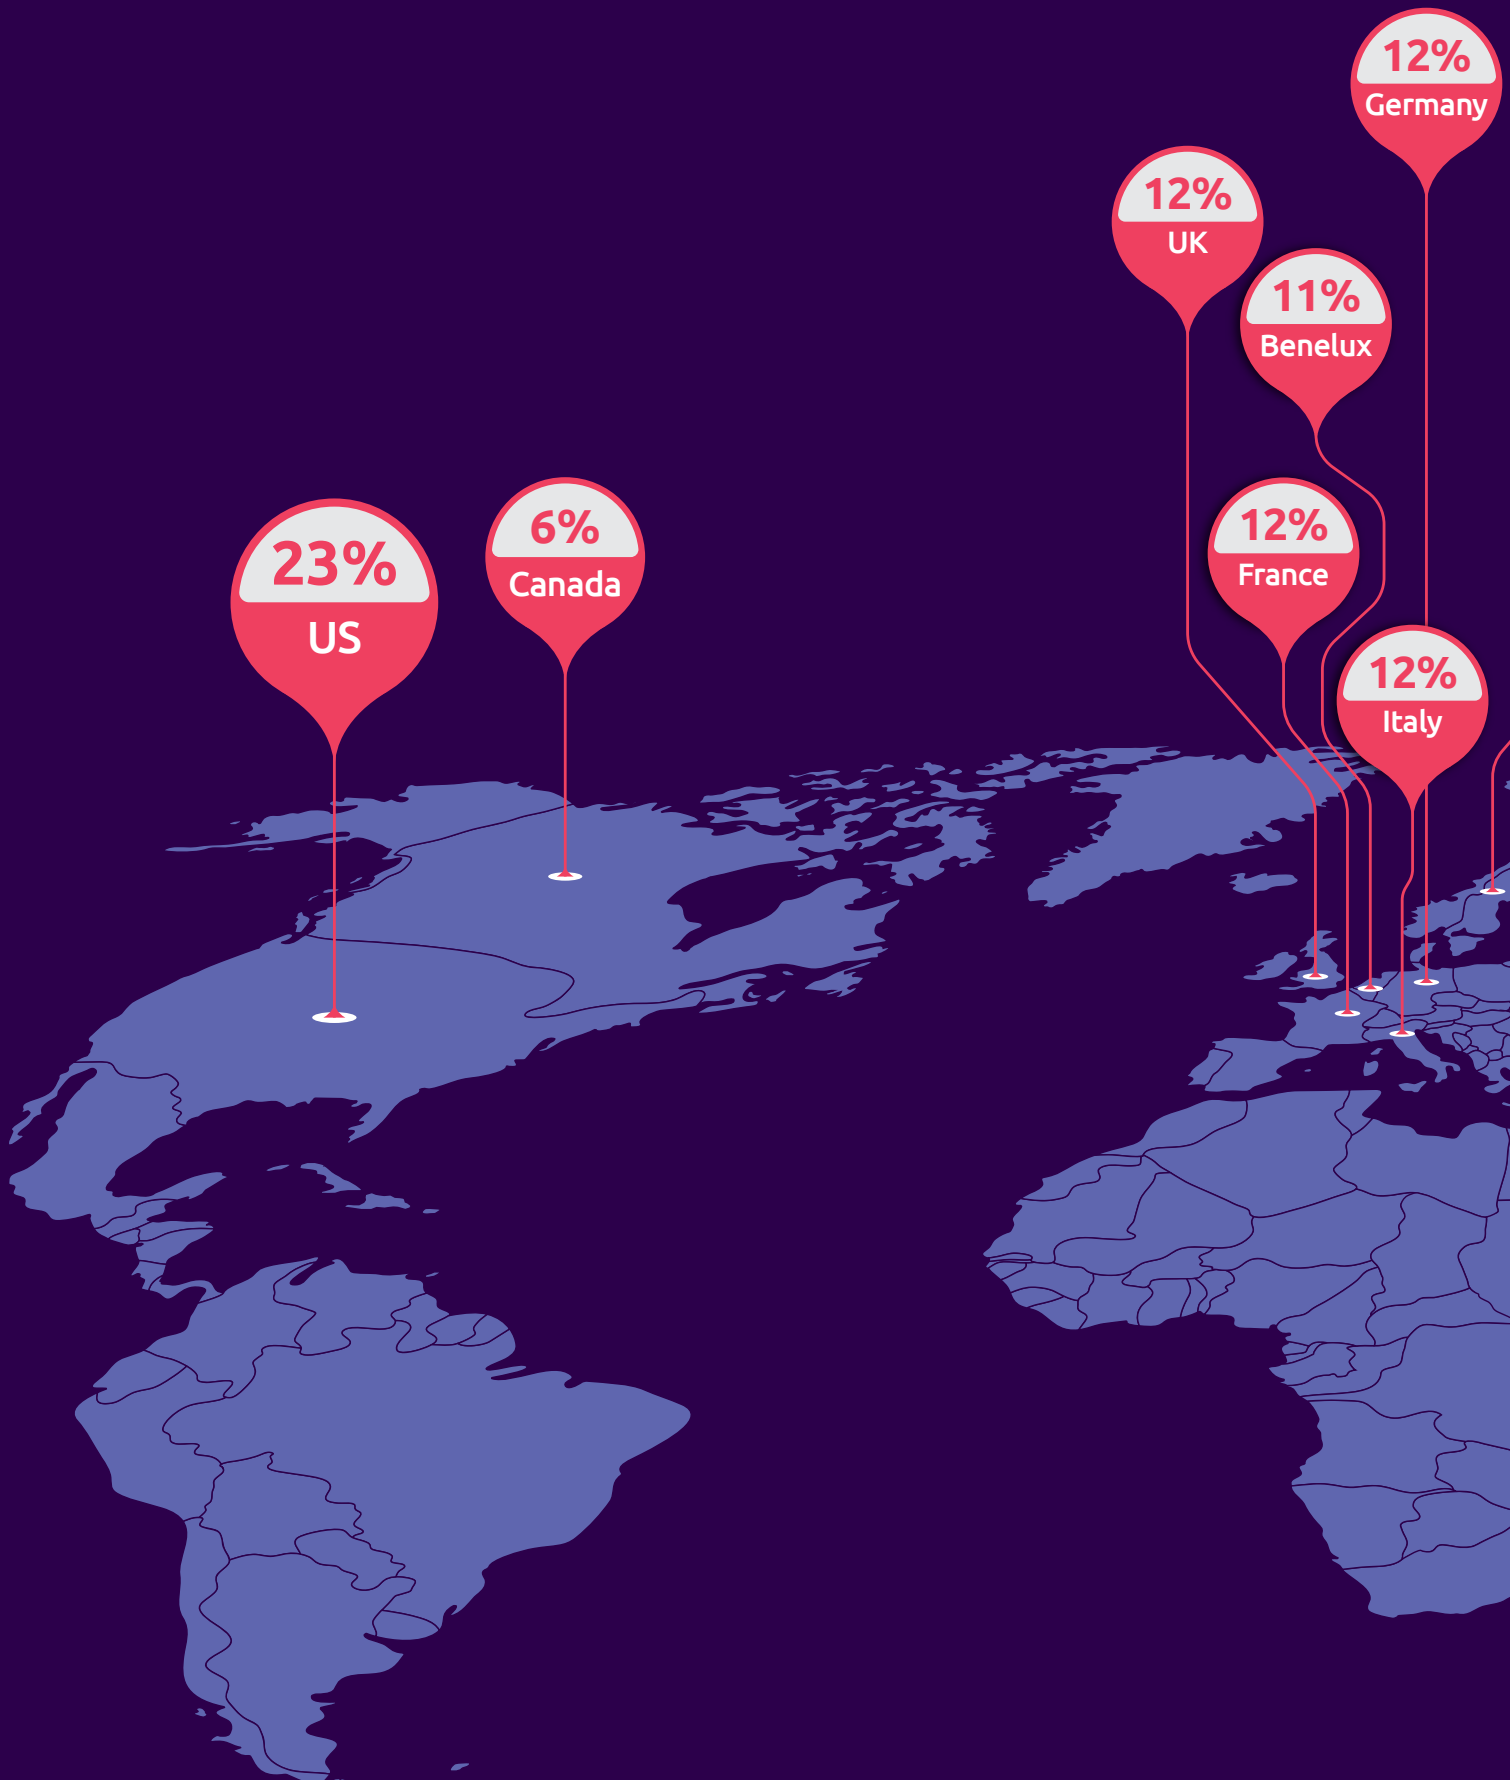 12%
Germany
12%
UK
11%
Benelux
12%
France
6%
Canada
23%
US
12%
Italy